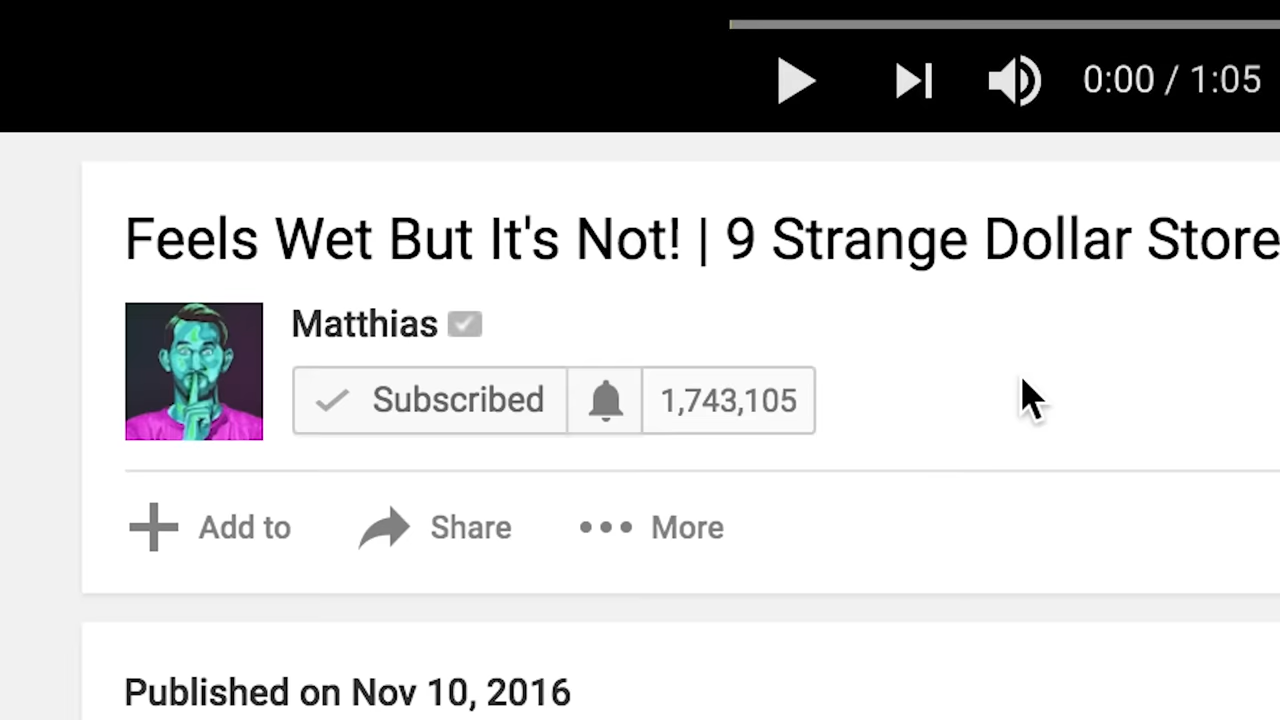 0:00 / 1:05
Feels Wet But It's Not! | 9 Strange Dollar Store
Matthias
Subscribed 1,743,105
Add to Share More
Published on Nov 10, 2016